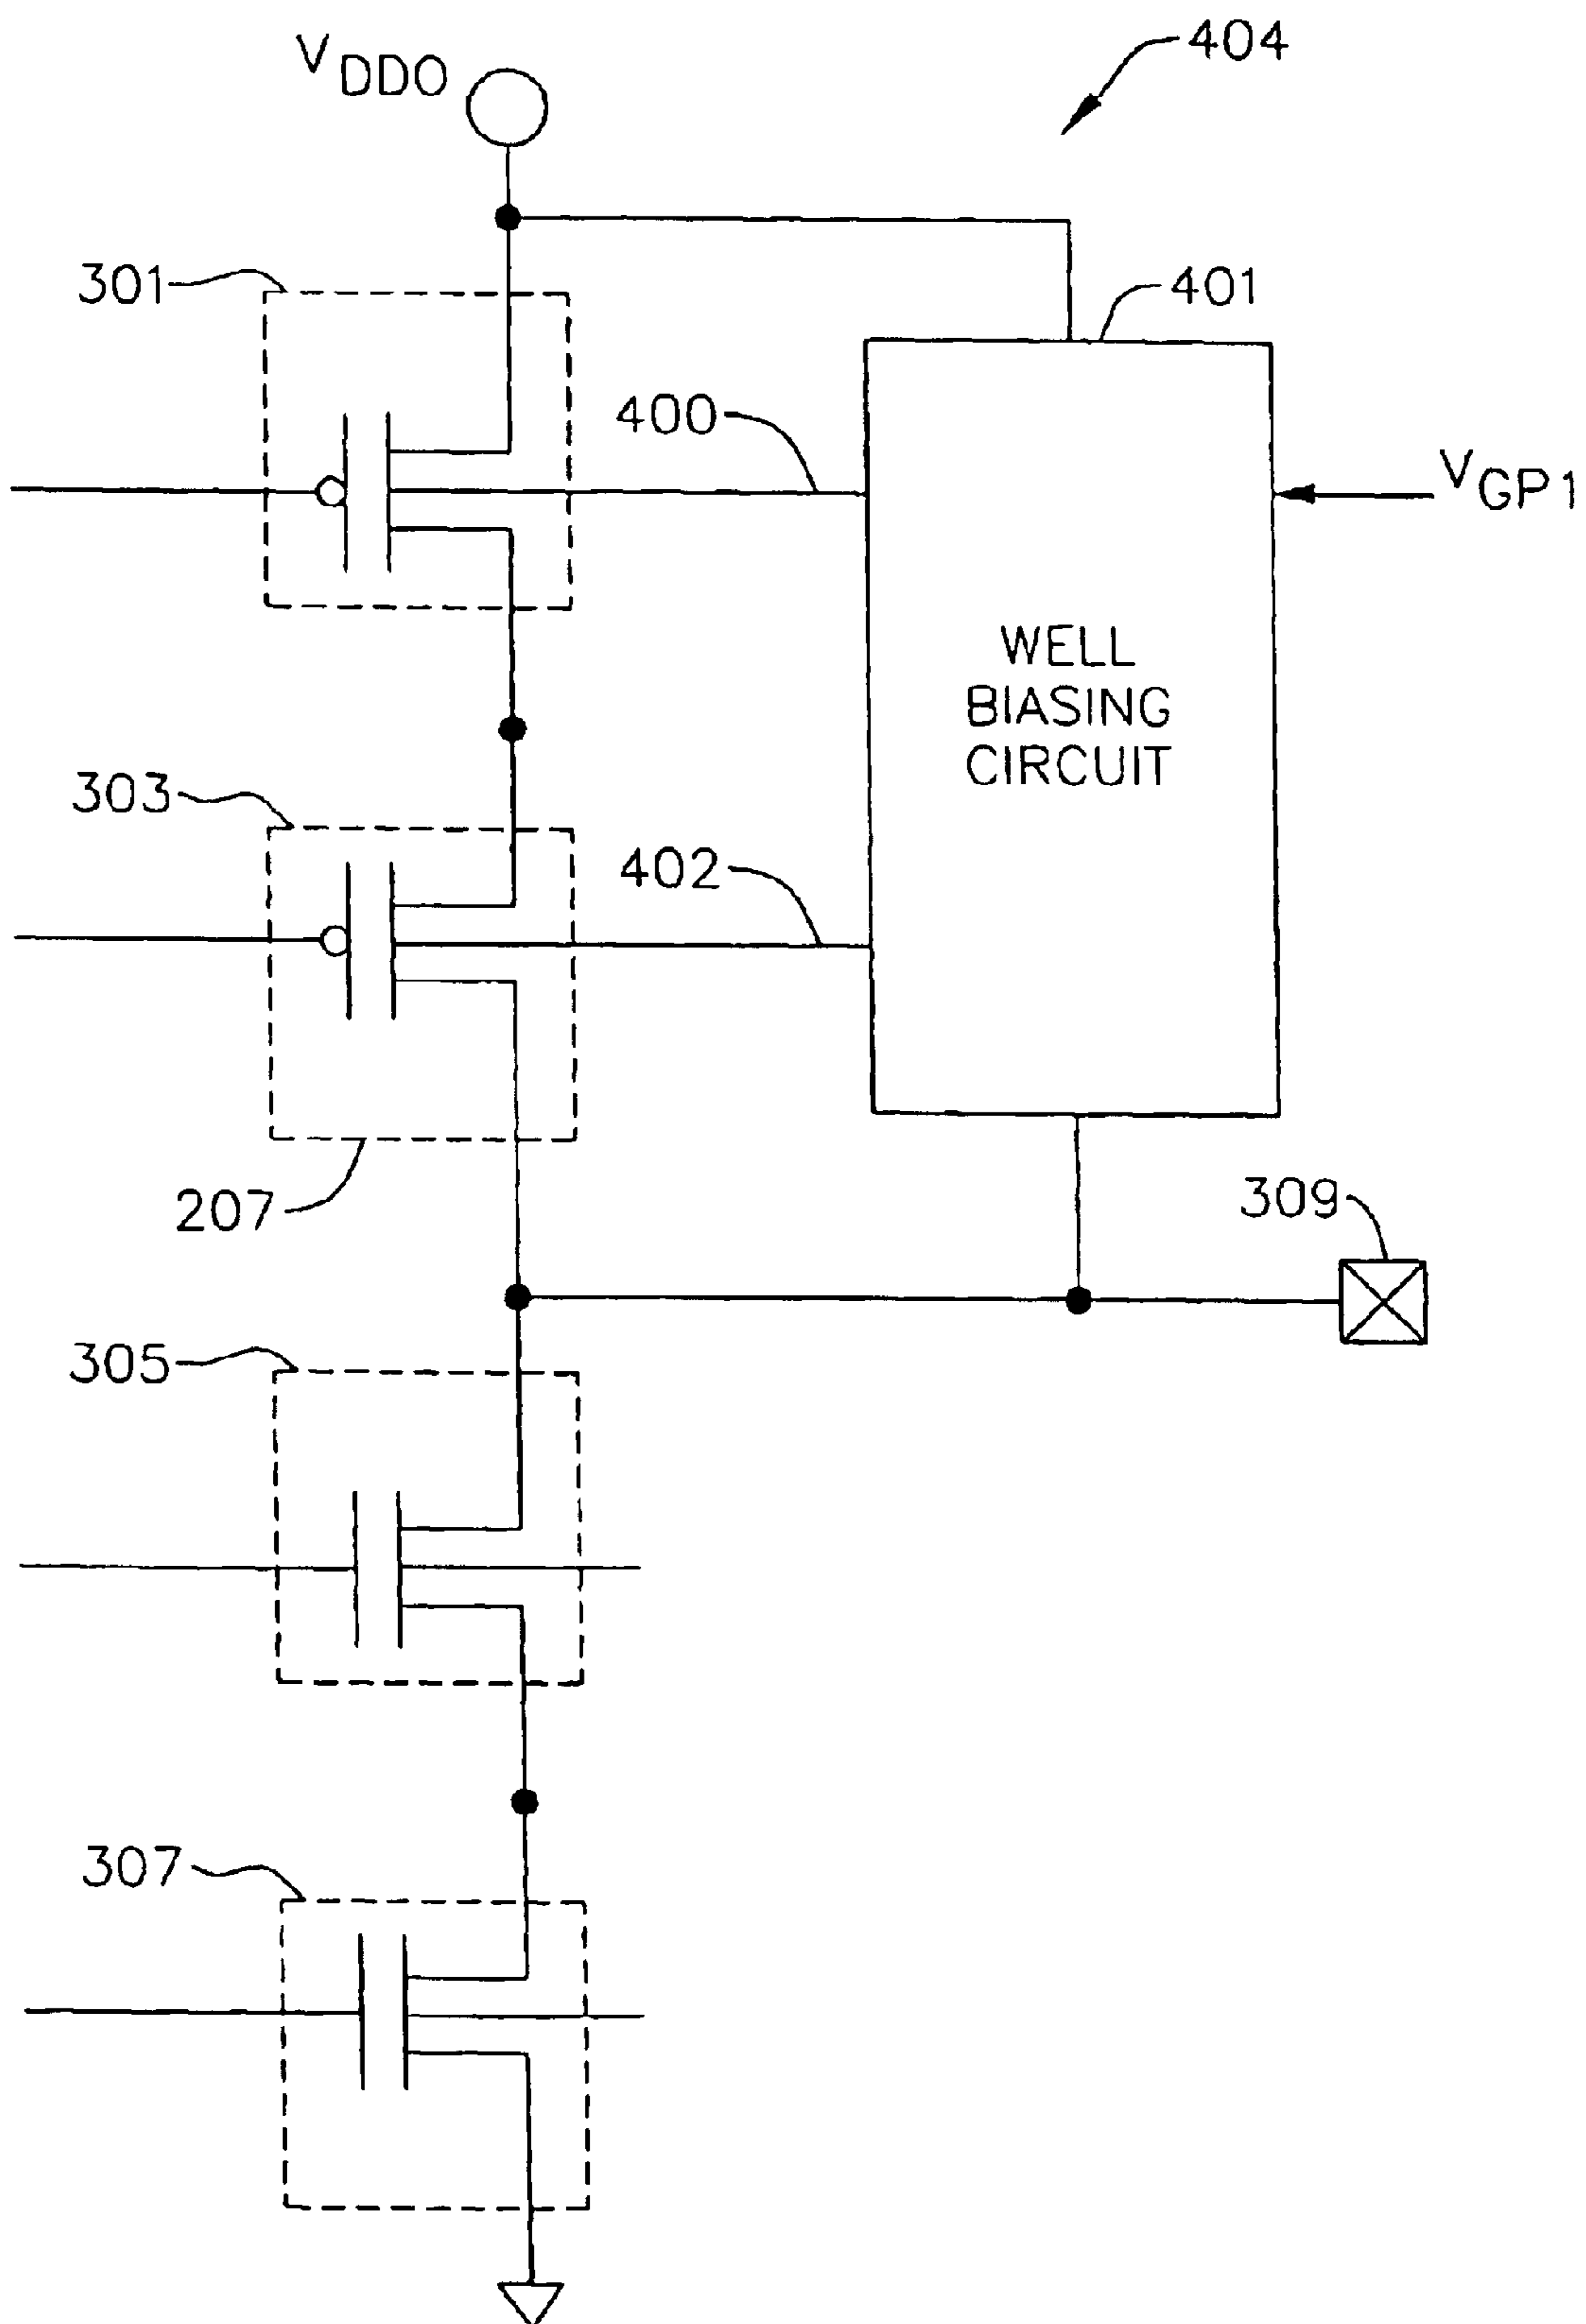 V DDO
404
301
401
400
V GP1
WELL
BIASING
CIRCUIT
303
402
207
309
305
307